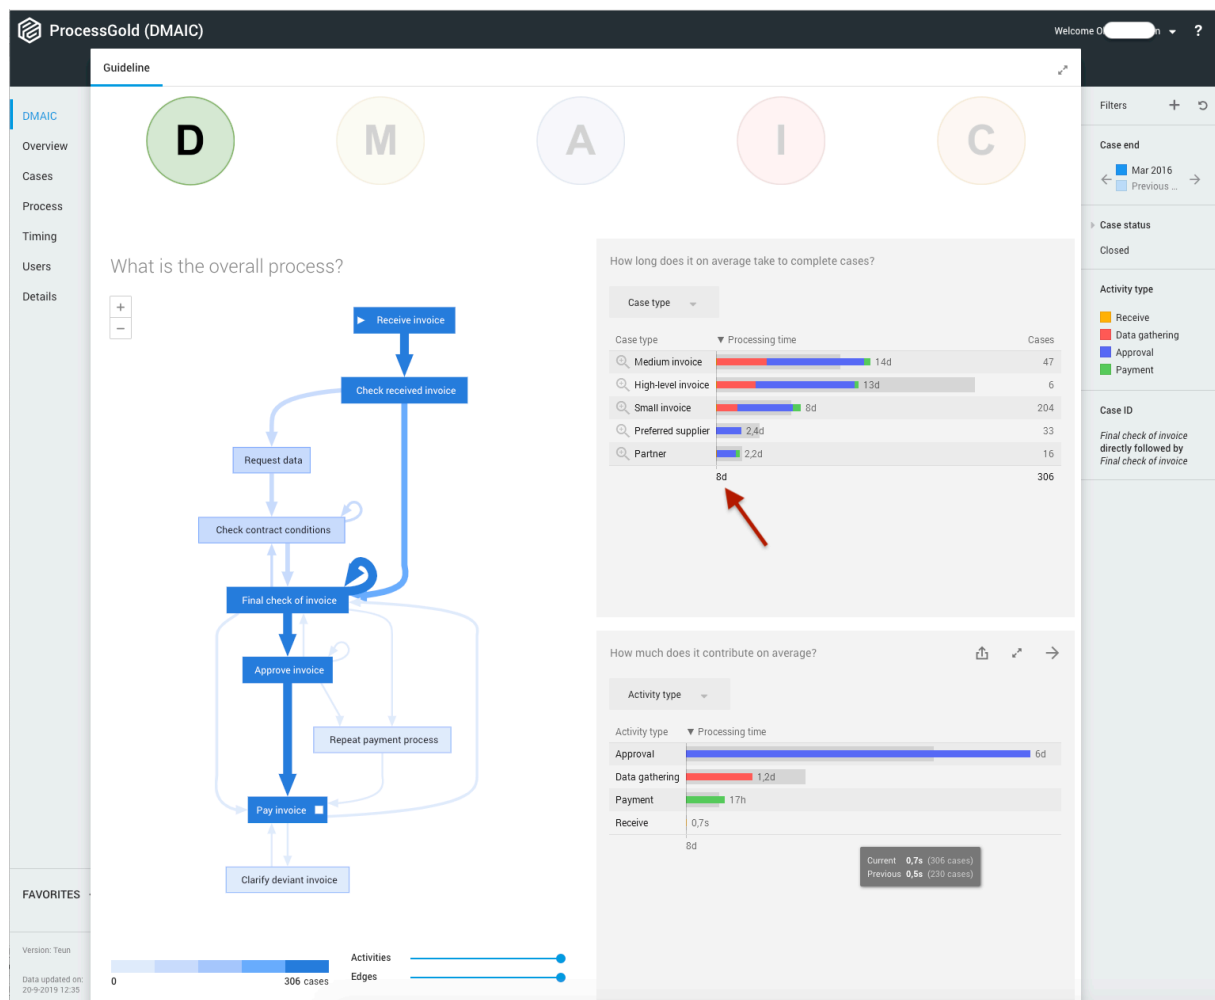 ProcessGold (DMAIC)
Welcome O n ?
Guideline
DMAIC
Overview
Cases
Process
Timing
Users
Details
FAVORITES
Version: Teun
Data updated on:
20-9-2019 12:35
D M A I C
What is the overall process?
+
−
Receive invoice
Check received invoice
Request data
Check contract conditions
Final check of invoice
Approve invoice
Repeat payment process
Pay invoice
Clarify deviant invoice
0 306 cases
Activities
Edges
How long does it on average take to complete cases?
Case type
Case type ▼ Processing time Cases
Medium invoice 14d 47
High-level invoice 13d 6
Small invoice 8d 204
Preferred supplier 2,4d 33
Partner 2,2d 16
8d 306
How much does it contribute on average?
Activity type
Activity type ▼ Processing time
Approval 6d
Data gathering 1,2d
Payment 17h
Receive 0,7s
8d
Current 0,7s (306 cases)
Previous 0,5s (230 cases)
Filters +
Case end
Mar 2016
Previous ...
Case status
Closed
Activity type
Receive
Data gathering
Approval
Payment
Case ID
Final check of invoice
directly followed by
Final check of invoice